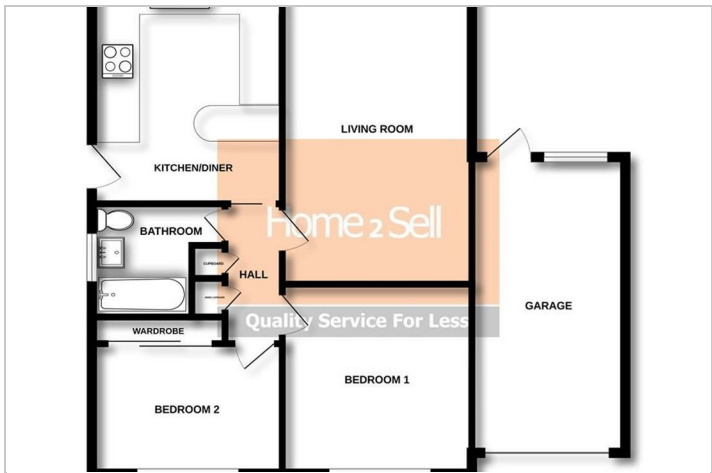 LIVING ROOM
KITCHEN/DINER
BATHROOM
Home 2 Sell
CUPBOARD
HALL
GARAGE
Quality Service For Less
WARDROBE
BEDROOM 1
BEDROOM 2